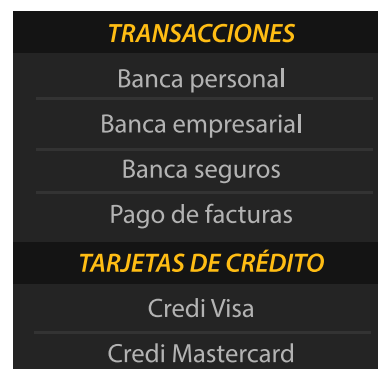 TRANSACCIONES
Banca personal
Banca empresarial
Banca seguros
Pago de facturas
TARJETAS DE CRÉDITO
Credi Visa
Credi Mastercard